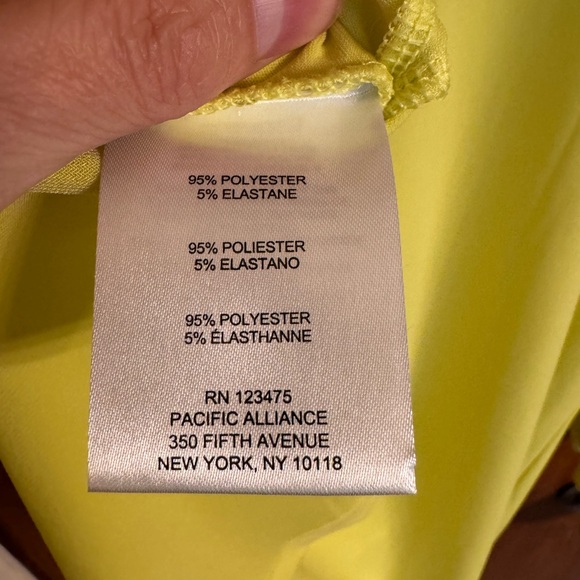 95% POLYESTER
5% ELASTANE
95% POLIESTER
5% ELASTANO
95% POLYESTER
5% ÉLASTHANNE
RN 123475
PACIFIC ALLIANCE
350 FIFTH AVENUE
NEW YORK, NY 10118